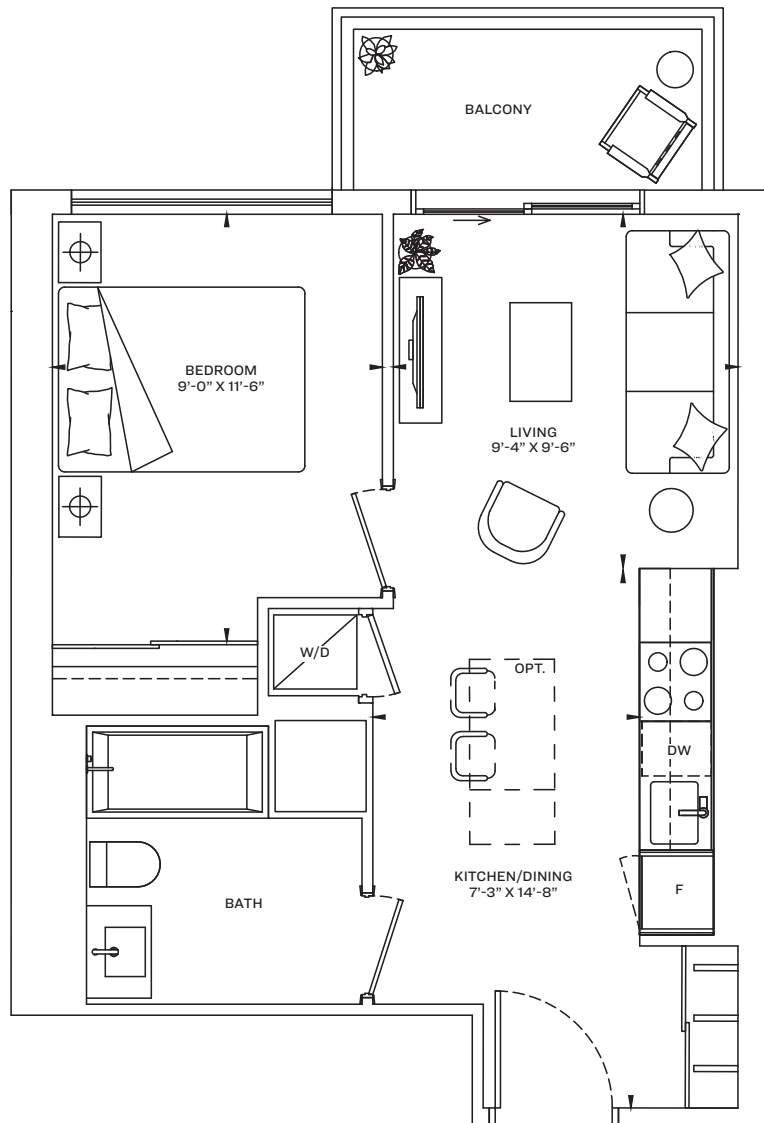 BALCONY
BEDROOM
9'-0” X 11'-6”
LIVING
9'-4” X 9'-6”
W/D
OPT.
DW
KITCHEN/DINING
7'-3” X 14'-8”
F
BATH